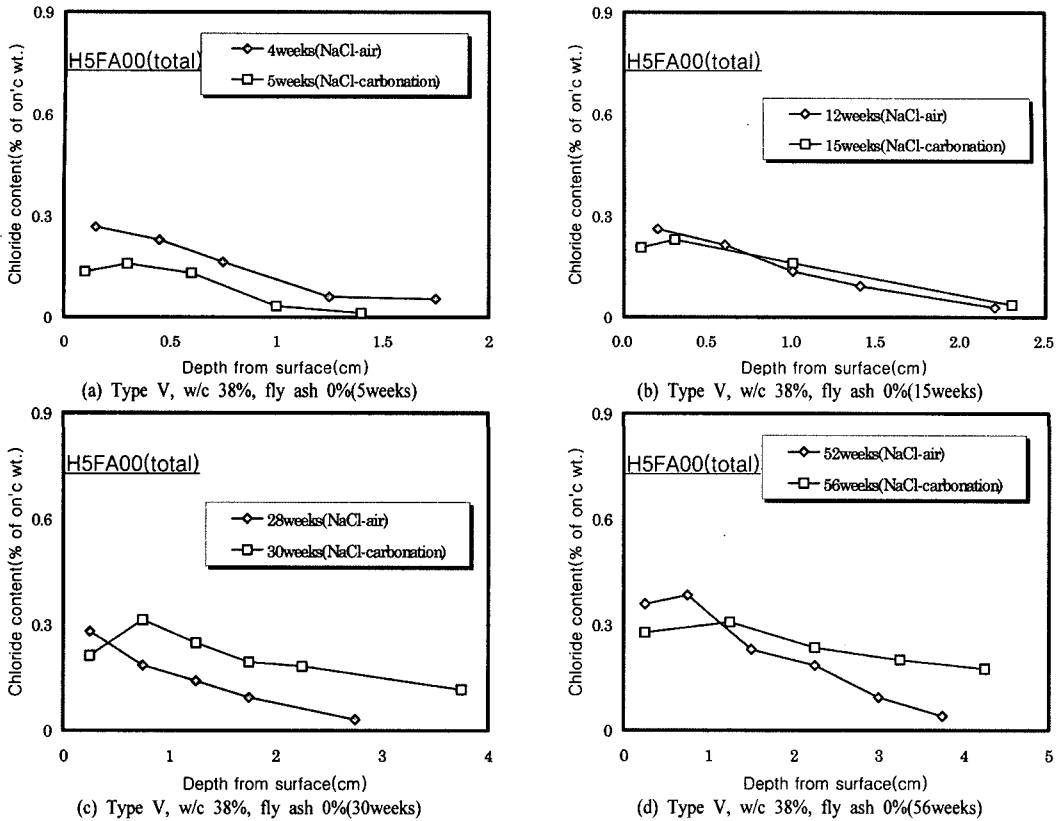 0.9
0.6
0.3
0
Chloride content(% of on'c wt.)
H5FA00(total)
4weeks(NaCl-air)
5weeks(NaCl-carbonation)
0
0.5
1
1.5
2
Depth from surface(cm)
(a) Type V, w/c 38%, fly ash 0%(5weeks)
0.9
0.6
0.3
0
Chloride content(% of on'c wt.)
H5FA00(total)
12weeks(NaCl-air)
15weeks(NaCl-carbonation)
0.0
0.5
1.0
1.5
2.0
2.5
Depth from surface(cm)
(b) Type V, w/c 38%, fly ash 0%(15weeks)
0.9
0.6
0.3
0
Chloride content(% of on'c wt.)
H5FA00(total)
28weeks(NaCl-air)
30weeks(NaCl-carbonation)
0
1
2
3
4
Depth from surface(cm)
(c) Type V, w/c 38%, fly ash 0%(30weeks)
0.9
0.6
0.3
0
Chloride content(% of on'c wt.)
H5FA00(total)
52weeks(NaCl-air)
56weeks(NaCl-carbonation)
0
1
2
3
4
5
Depth from surface(cm)
(d) Type V, w/c 38%, fly ash 0%(56weeks)